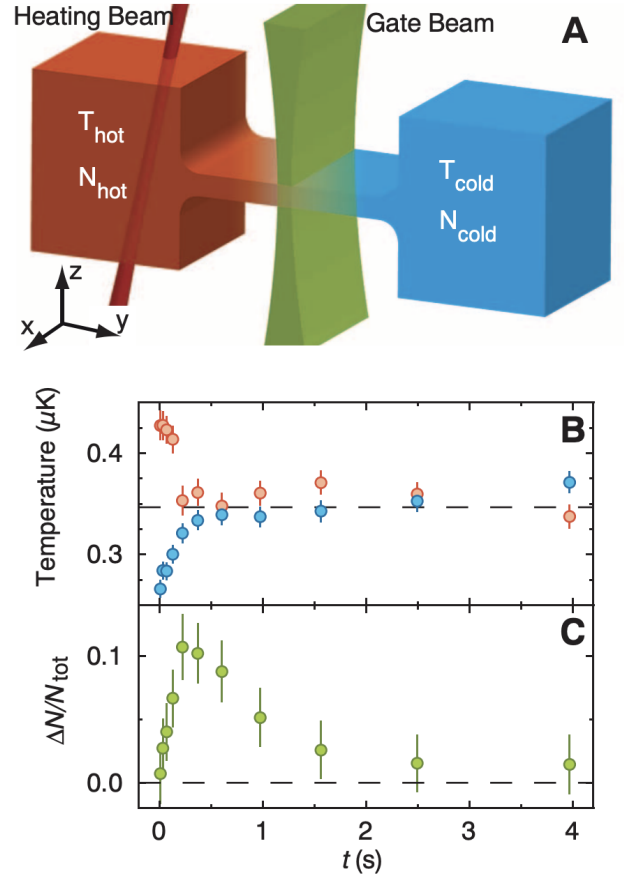 Heating Beam
Gate Beam
A
T_hot
N_hot
T_cold
N_cold
z
x
y
B
Temperature (μK)
0.4
0.3
C
ΔN/N_tot
0.1
0.0
0 1 2 3 4
t (s)